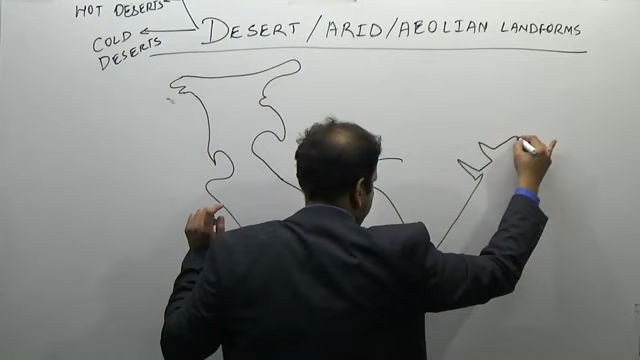 HOT DESERTS
COLD
DESERTS
DESERT/ARID/AEOLIAN LANDFORMS